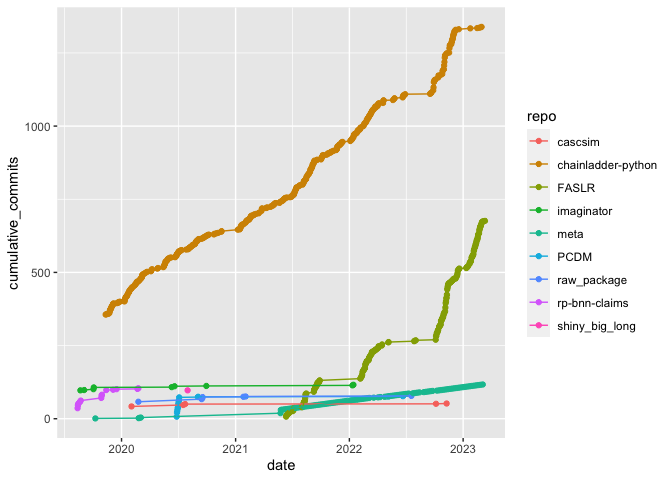 cumulative_commits
1000
500
0
2020
2021
2022
2023
date
repo
cascsim
chainladder-python
FASLR
imaginator
meta
PCDM
raw_package
rp-bnn-claims
shiny_big_long